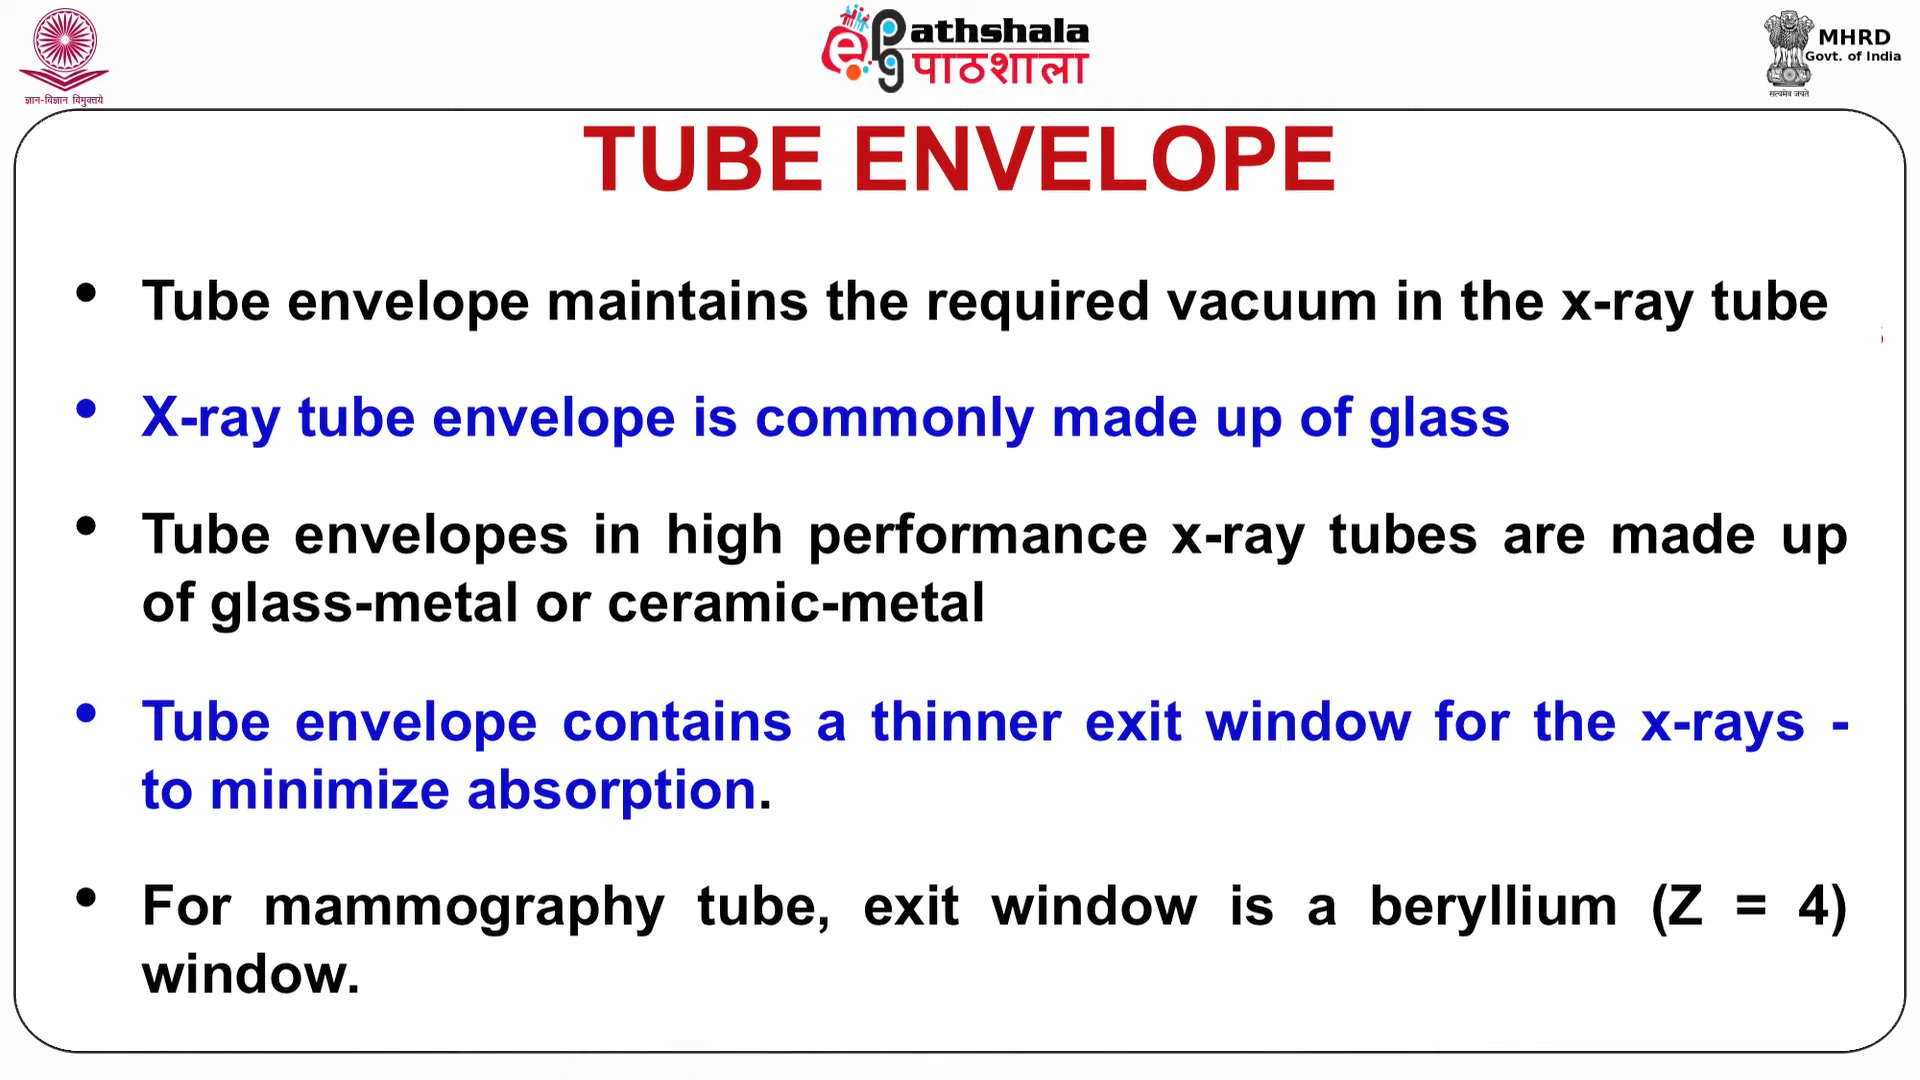 ज्ञान-विज्ञान विमुक्तये
ePG athshala
पाठशाला
MHRD
Govt. of India
सत्यमेव जयते
TUBE ENVELOPE
• Tube envelope maintains the required vacuum in the x-ray tube
• X-ray tube envelope is commonly made up of glass
• Tube envelopes in high performance x-ray tubes are made up
of glass-metal or ceramic-metal
• Tube envelope contains a thinner exit window for the x-rays -
to minimize absorption.
• For mammography tube, exit window is a beryllium (Z = 4)
window.